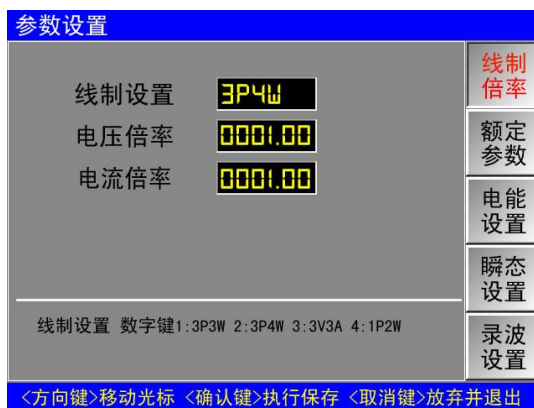 参数设置
线制设置 3P4W
电压倍率 0001.00
电流倍率 0001.00
线制设置 数字键1:3P3W 2:3P4W 3:3V3A 4:1P2W
线制
倍率
额定
参数
电能
设置
瞬态
设置
录波
设置
<方向键>移动光标 <确认键>执行保存 <取消键>放弃并退出